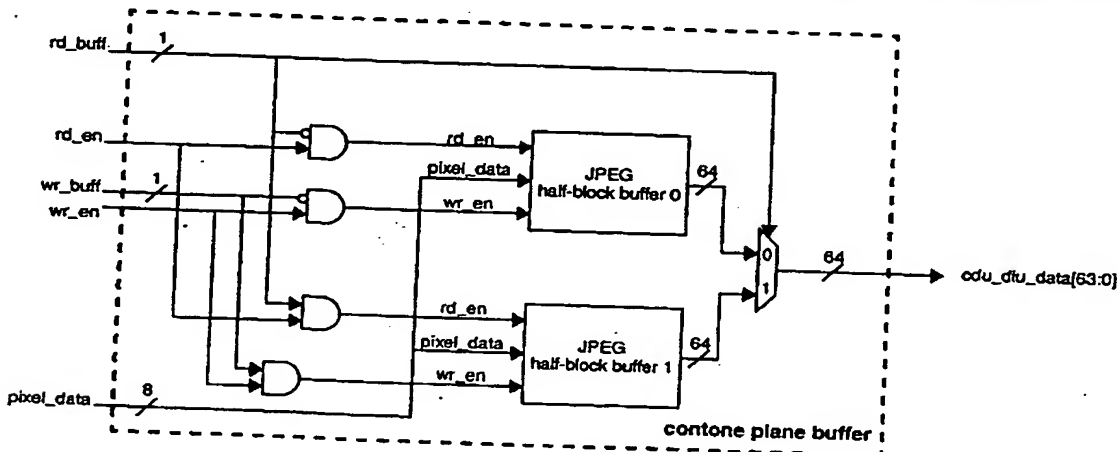 rd_buff
1
rd_en
rd_en
pixel_data
JPEG
half-block buffer 0
64
wr_buff
1
wr_en
wr_en
0
1
64
cdu_diu_data[63:0]
rd_en
pixel_data
JPEG
half-block buffer 1
64
wr_en
pixel_data
8
contone plane buffer